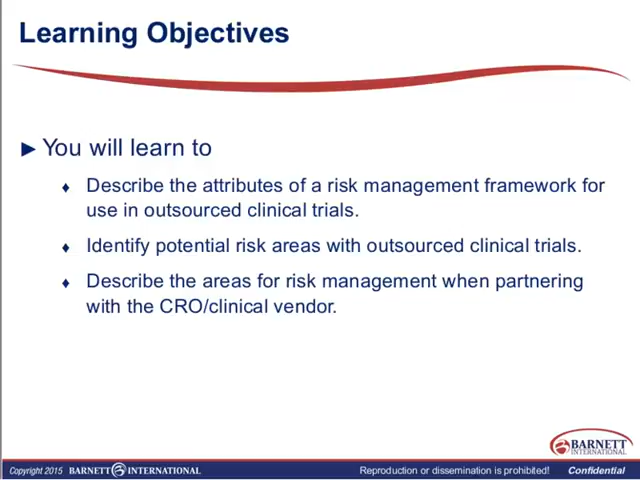 Learning Objectives
► You will learn to
♦ Describe the attributes of a risk management framework for
use in outsourced clinical trials.
♦ Identify potential risk areas with outsourced clinical trials.
♦ Describe the areas for risk management when partnering
with the CRO/clinical vendor.
BARNETT
INTERNATIONAL
Copyright 2015 BARNETT INTERNATIONAL Reproduction or dissemination is prohibited! Confidential